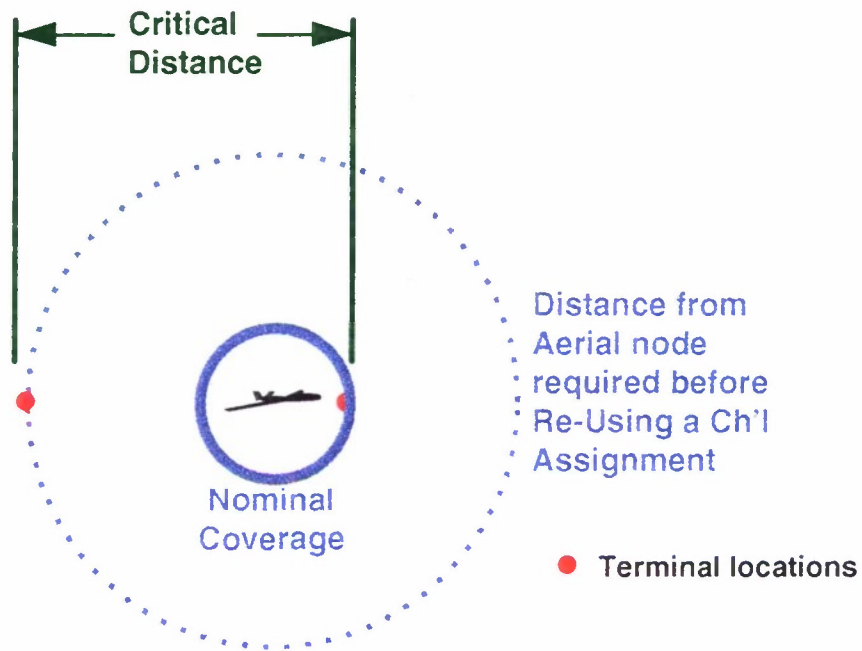 Critical
Distance
Distance from
Aerial node
required before
Re-Using a Ch'l
Assignment
Nominal
Coverage
Terminal locations